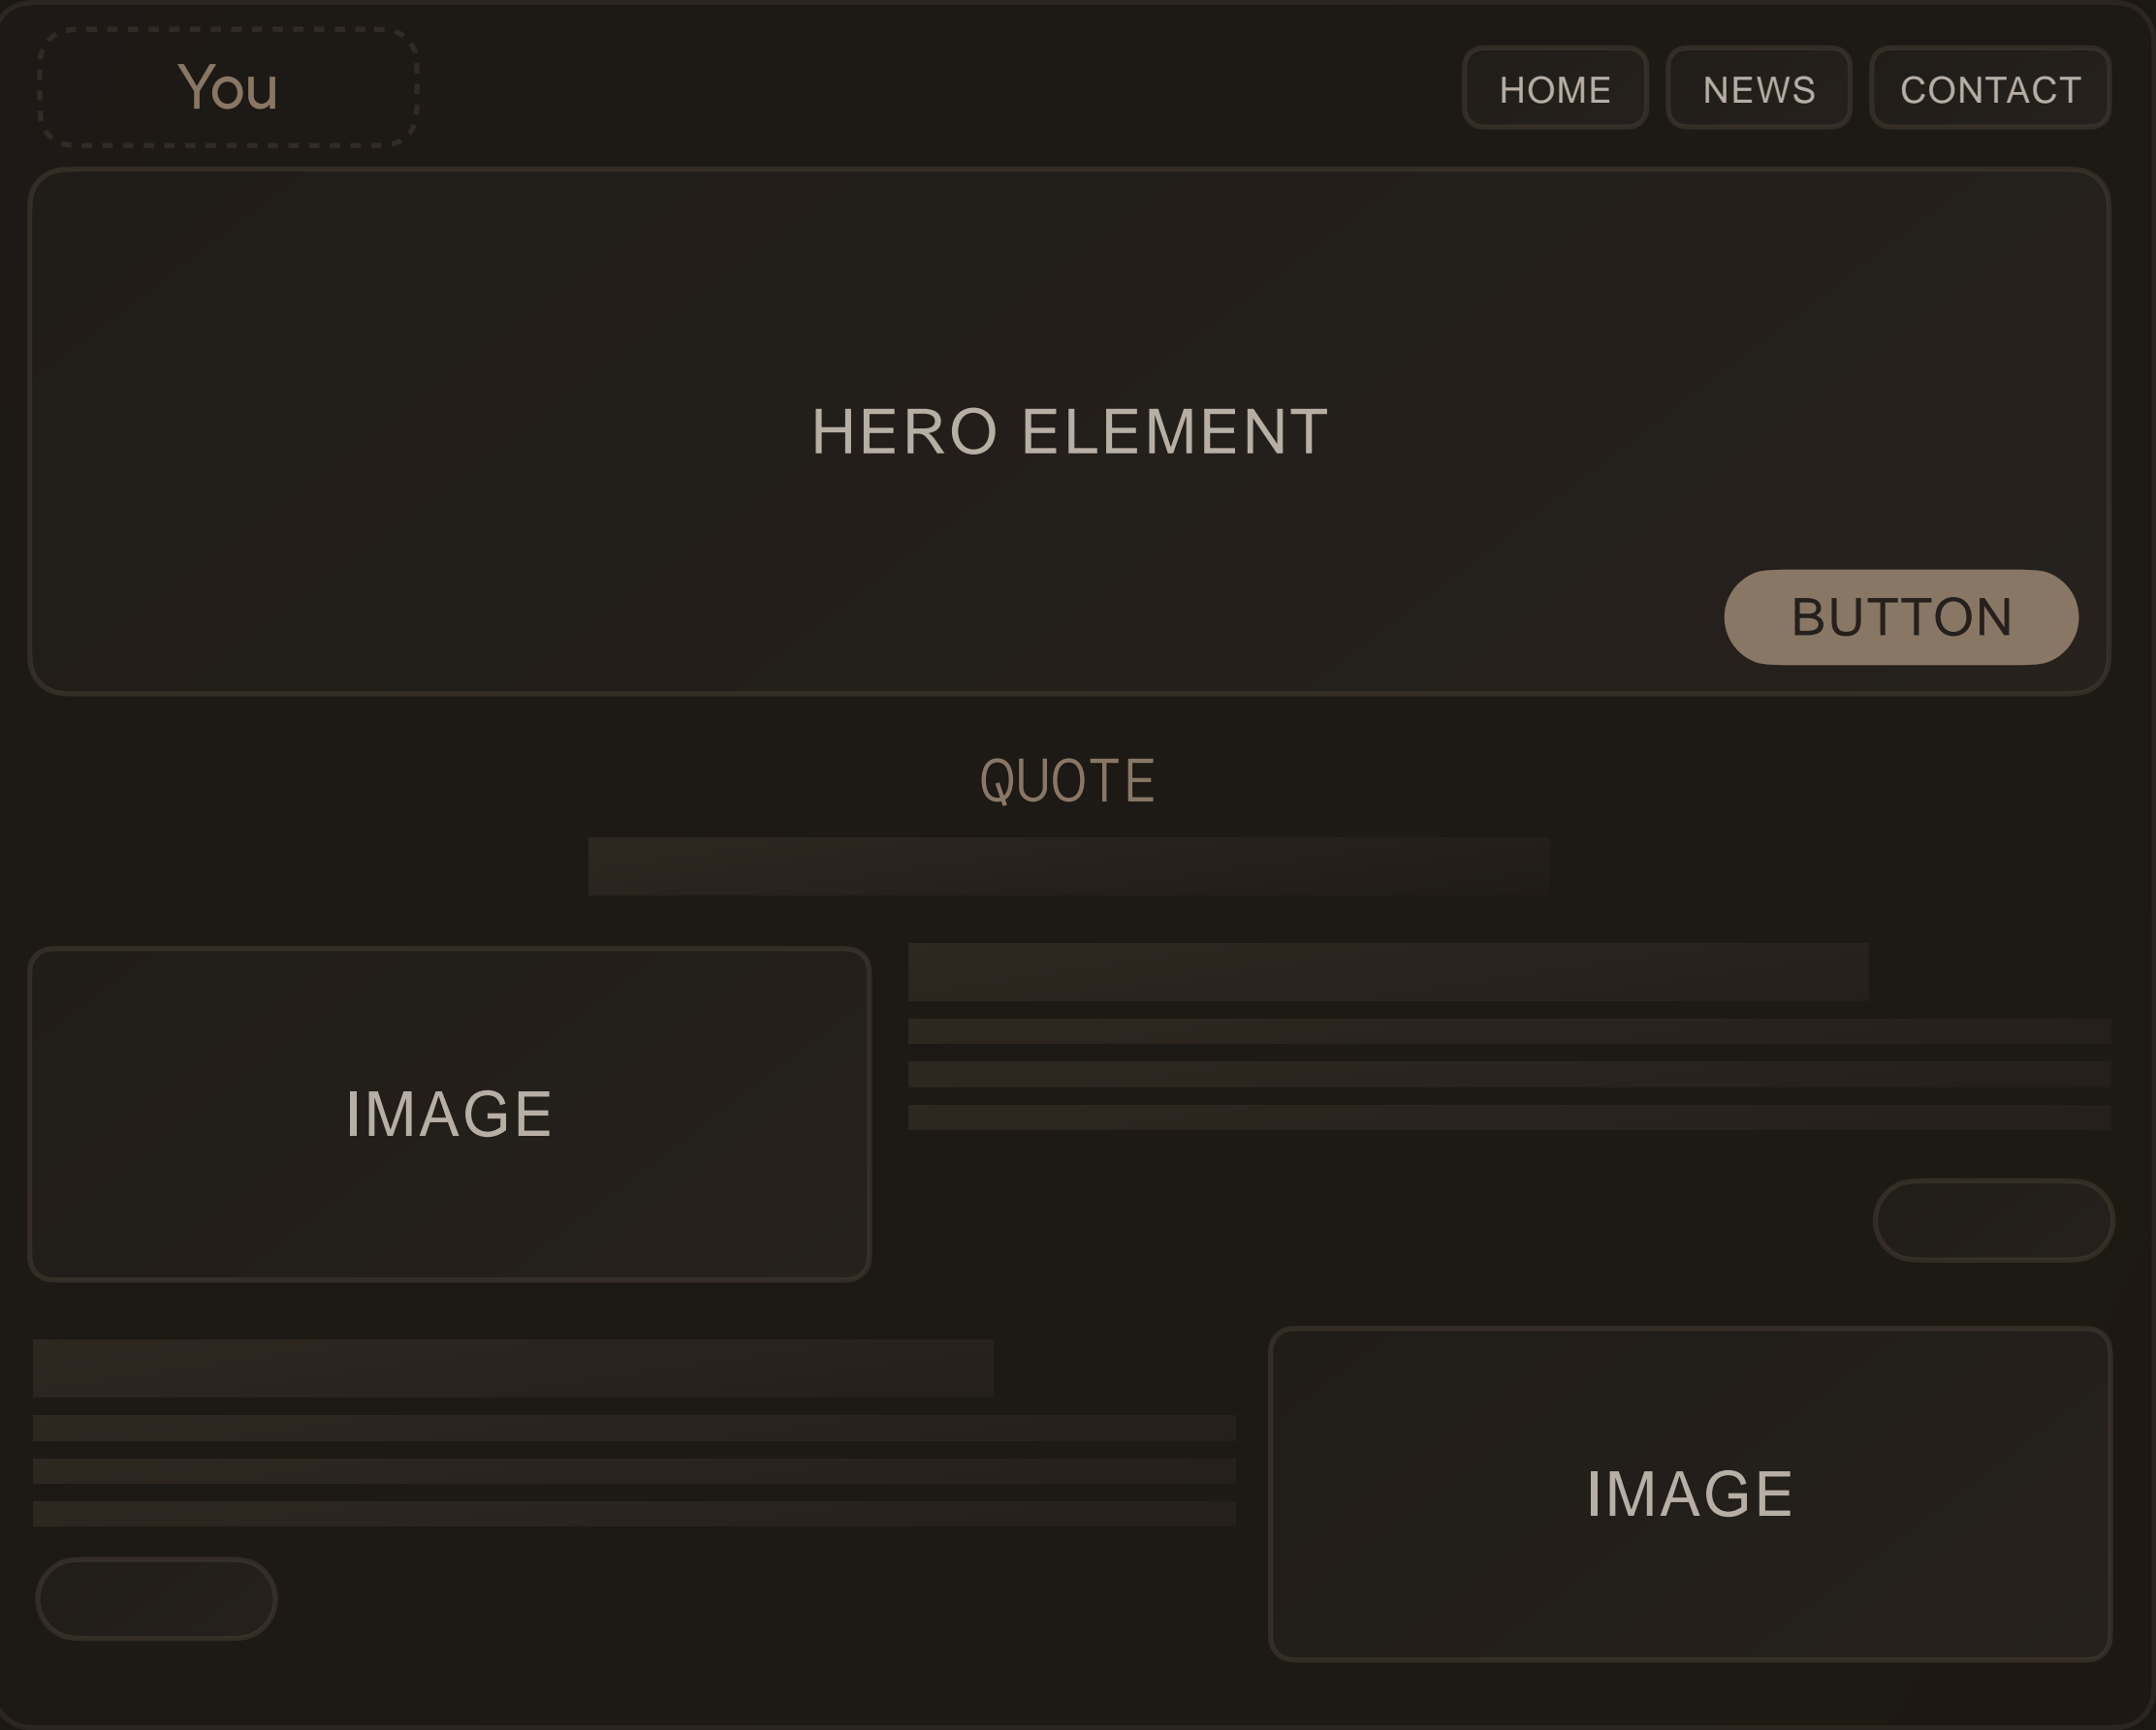 You
HOME NEWS CONTACT
HERO ELEMENT
BUTTON
QUOTE
IMAGE
IMAGE